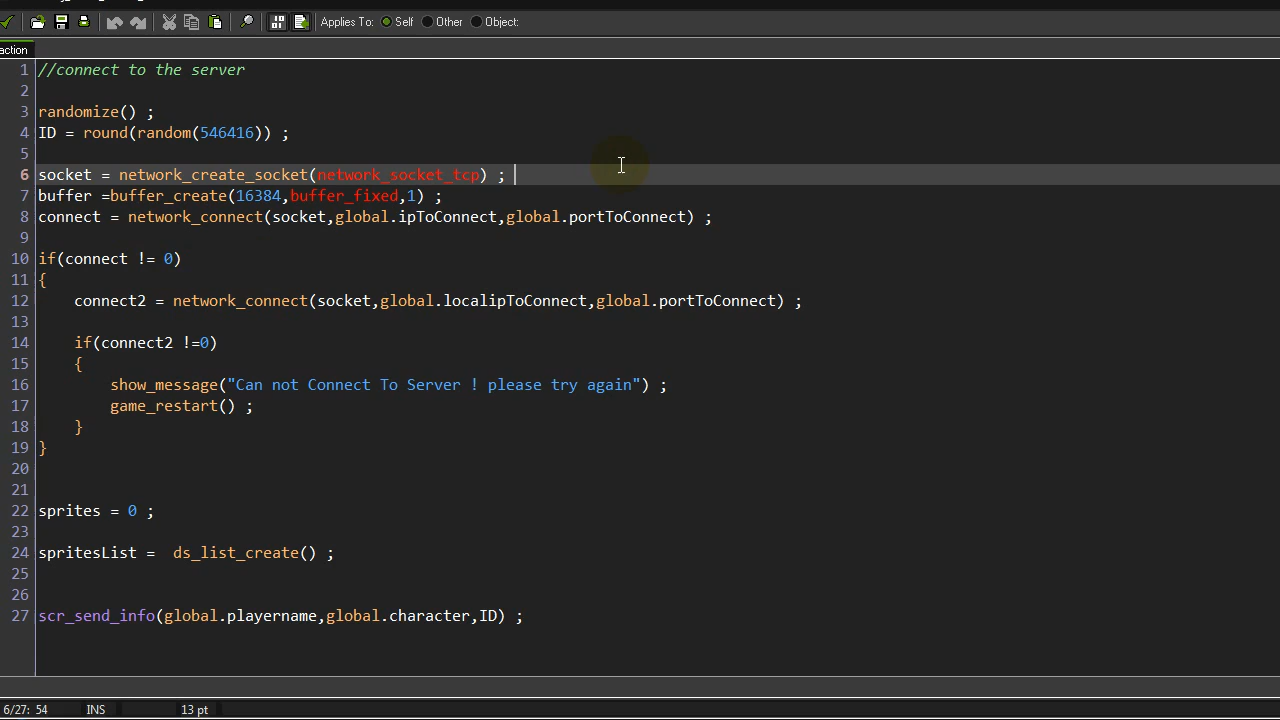 Applies To: Self Other Object:
action
1 //connect to the server
2
3 randomize() ;
4 ID = round(random(546416)) ;
5
6 socket = network_create_socket(network_socket_tcp) ;
7 buffer =buffer_create(16384,buffer_fixed,1) ;
8 connect = network_connect(socket,global.ipToConnect,global.portToConnect) ;
9
10 if(connect != 0)
11 {
12 connect2 = network_connect(socket,global.localipToConnect,global.portToConnect) ;
13
14 if(connect2 !=0)
15 {
16 show_message("Can not Connect To Server ! please try again") ;
17 game_restart() ;
18 }
19 }
20
21
22 sprites = 0 ;
23
24 spritesList =  ds_list_create() ;
25
26
27 scr_send_info(global.playername,global.character,ID) ;
6/27: 54 INS 13 pt